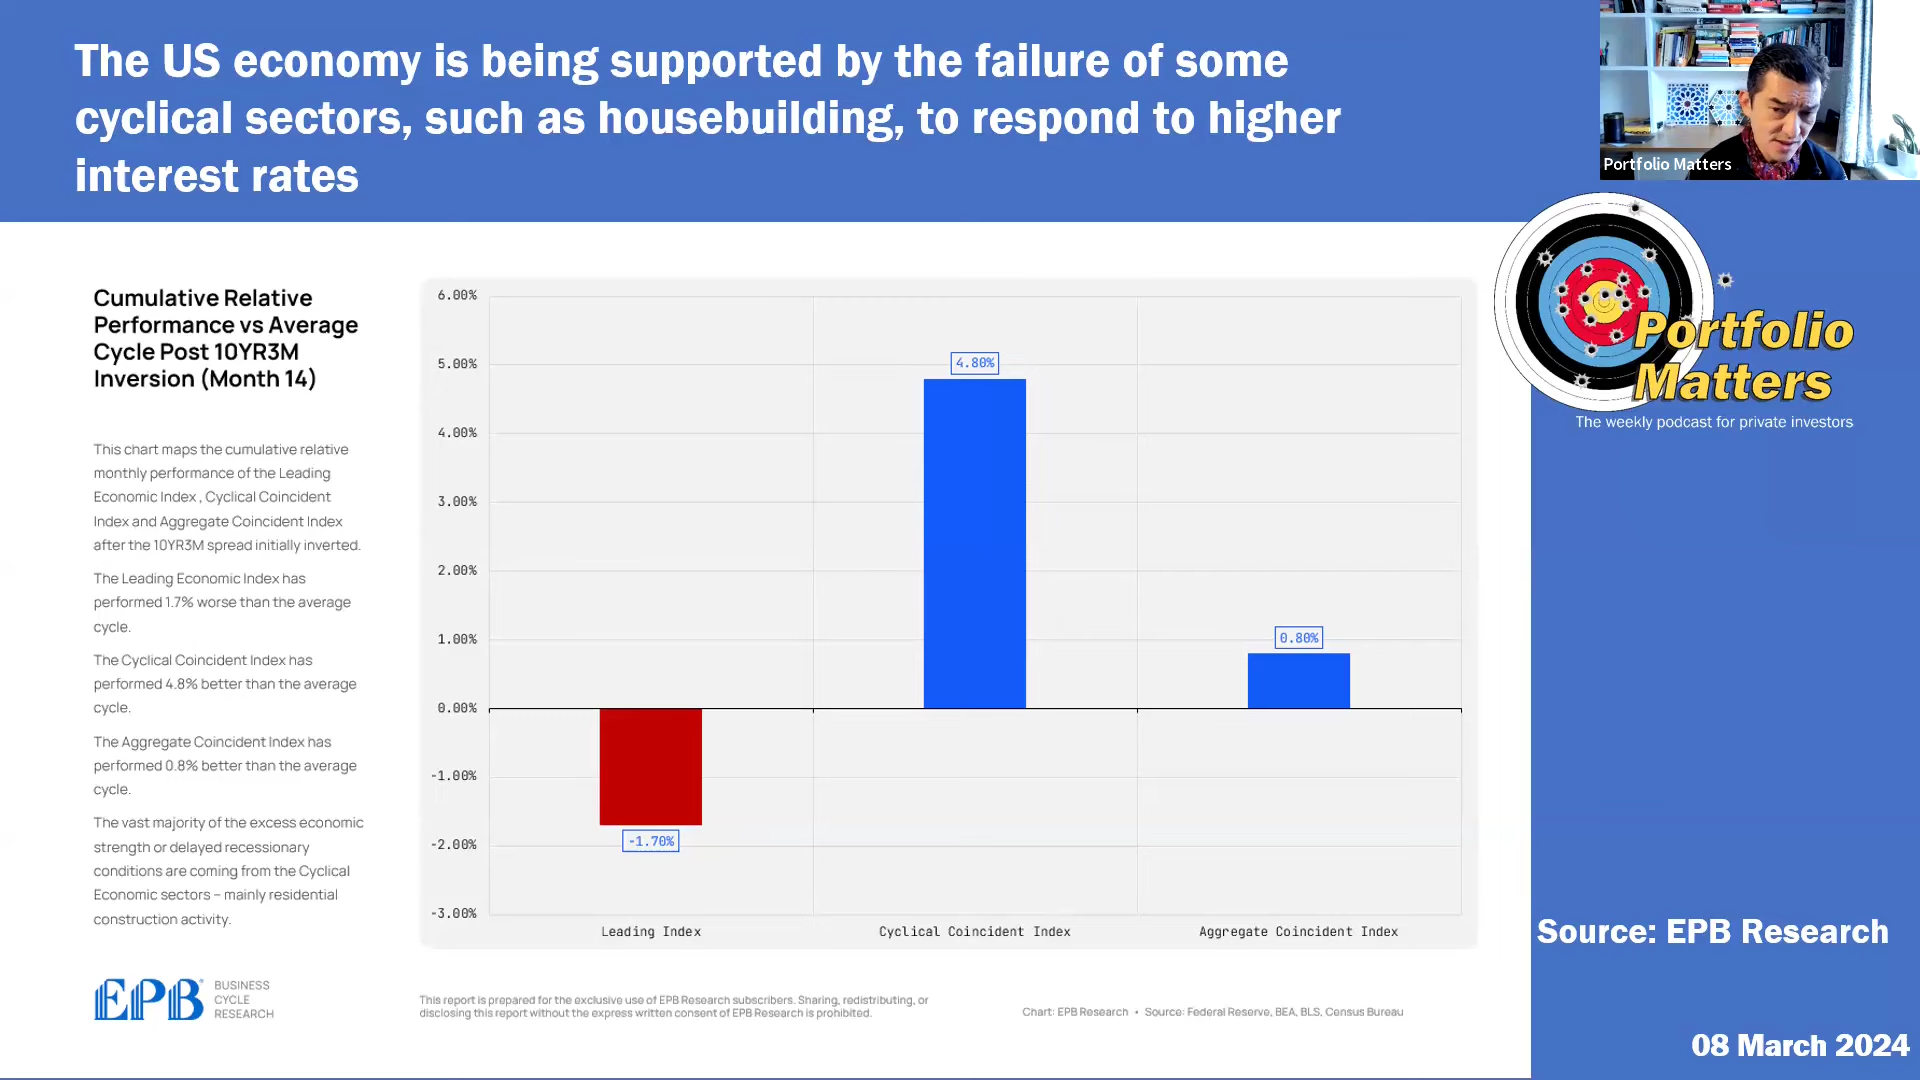 The US economy is being supported by the failure of some
cyclical sectors, such as housebuilding, to respond to higher
interest rates
Portfolio Matters
Portfolio
Matters
The weekly podcast for private investors
Cumulative Relative
Performance vs Average
Cycle Post 10YR3M
Inversion (Month 14)
This chart maps the cumulative relative
monthly performance of the Leading
Economic Index , Cyclical Coincident
Index and Aggregate Coincident Index
after the 10YR3M spread initially inverted.
The Leading Economic Index has
performed 1.7% worse than the average
cycle.
The Cyclical Coincident Index has
performed 4.8% better than the average
cycle.
The Aggregate Coincident Index has
performed 0.8% better than the average
cycle.
The vast majority of the excess economic
strength or delayed recessionary
conditions are coming from the Cyclical
Economic sectors – mainly residential
construction activity.
6.00%
5.00%
4.00%
3.00%
2.00%
1.00%
0.00%
-1.00%
-2.00%
-3.00%
-1.70%
4.80%
0.80%
Leading Index
Cyclical Coincident Index
Aggregate Coincident Index
EPB
BUSINESS
CYCLE
RESEARCH
This report is prepared for the exclusive use of EPB Research subscribers. Sharing, redistributing, or
disclosing this report without the express written consent of EPB Research is prohibited.
Chart: EPB Research • Source: Federal Reserve, BEA, BLS, Census Bureau
Source: EPB Research
08 March 2024